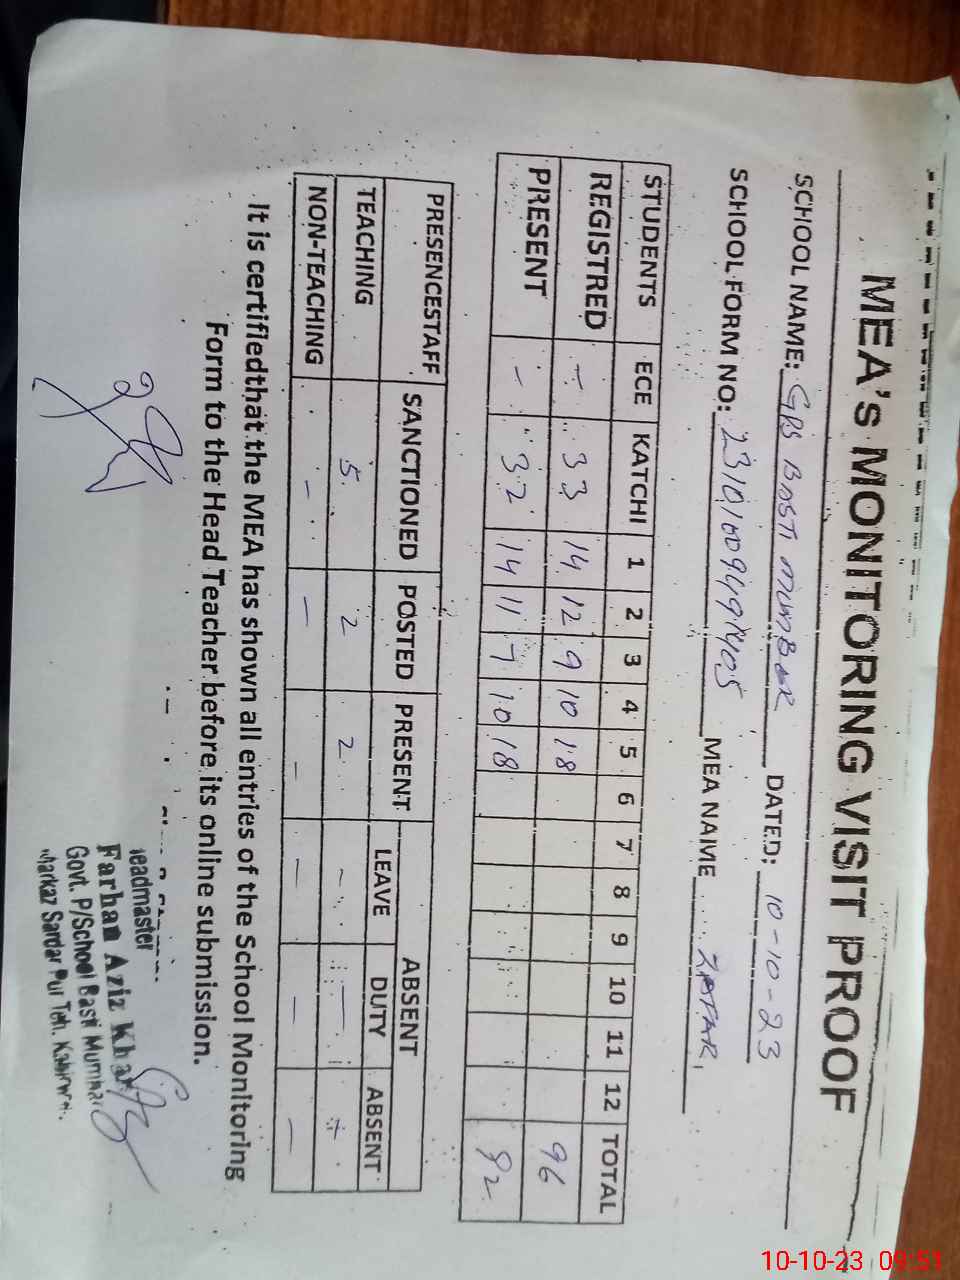 MEA's MONITORING VISIT PROOF
SCHOOL NAME: GPS BASTI MUMBAR DATED: 10-10-23
SCHOOL FORM NO: MEA NAME ZAFAR
STUDENTS ECE KATCHI 1 2 3 4 5 6 7 8 9 10 11 12 TOTAL
REGISTRED - 33 14 12 9 10 18 96
PRESENT - 32 14 11 7 10 18 92
PRESENCESTAFF SANCTIONED POSTED PRESENT ABSENT
LEAVE DUTY ABSENT
TEACHING 5 2 2 - - -
NON-TEACHING - - - - - -
It is certifiedthat the MEA has shown all entries of the School Monitoring
Form to the Head Teacher before its online submission.
eadmaster
Farhan Aziz Khan
Govt. P/School Basti Mumbar
Markaz Sardar Pur Teh.
10-10-23 09:51